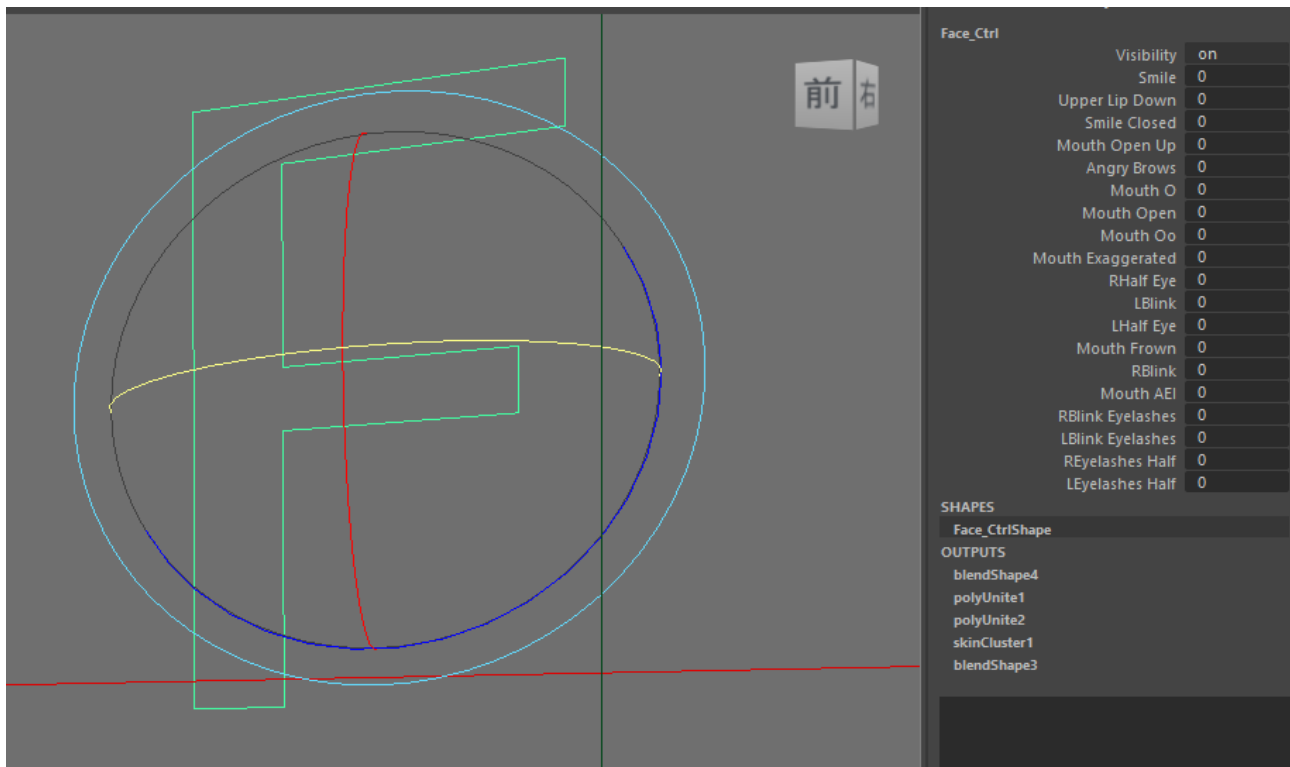 前
右
Face_Ctrl
Visibility on
Smile 0
Upper Lip Down 0
Smile Closed 0
Mouth Open Up 0
Angry Brows 0
Mouth O 0
Mouth Open 0
Mouth Oo 0
Mouth Exaggerated 0
RHalf Eye 0
LBlink 0
LHalf Eye 0
Mouth Frown 0
RBlink 0
Mouth AEI 0
RBlink Eyelashes 0
LBlink Eyelashes 0
REyelashes Half 0
LEyelashes Half 0
SHAPES
Face_CtrlShape
OUTPUTS
blendShape4
polyUnite1
polyUnite2
skinCluster1
blendShape3